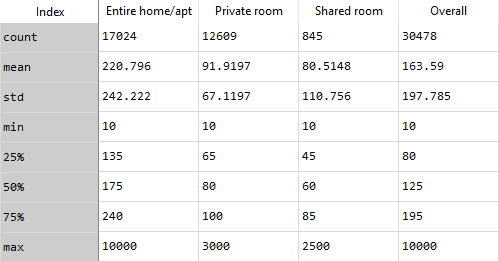 Index Entire home/apt Private room Shared room Overall
count 17024 12609 845 30478
mean 220.796 91.9197 80.5148 163.59
std 242.222 67.1197 110.756 197.785
min 10 10 10 10
25% 135 65 45 80
50% 175 80 60 125
75% 240 100 85 195
max 10000 3000 2500 10000